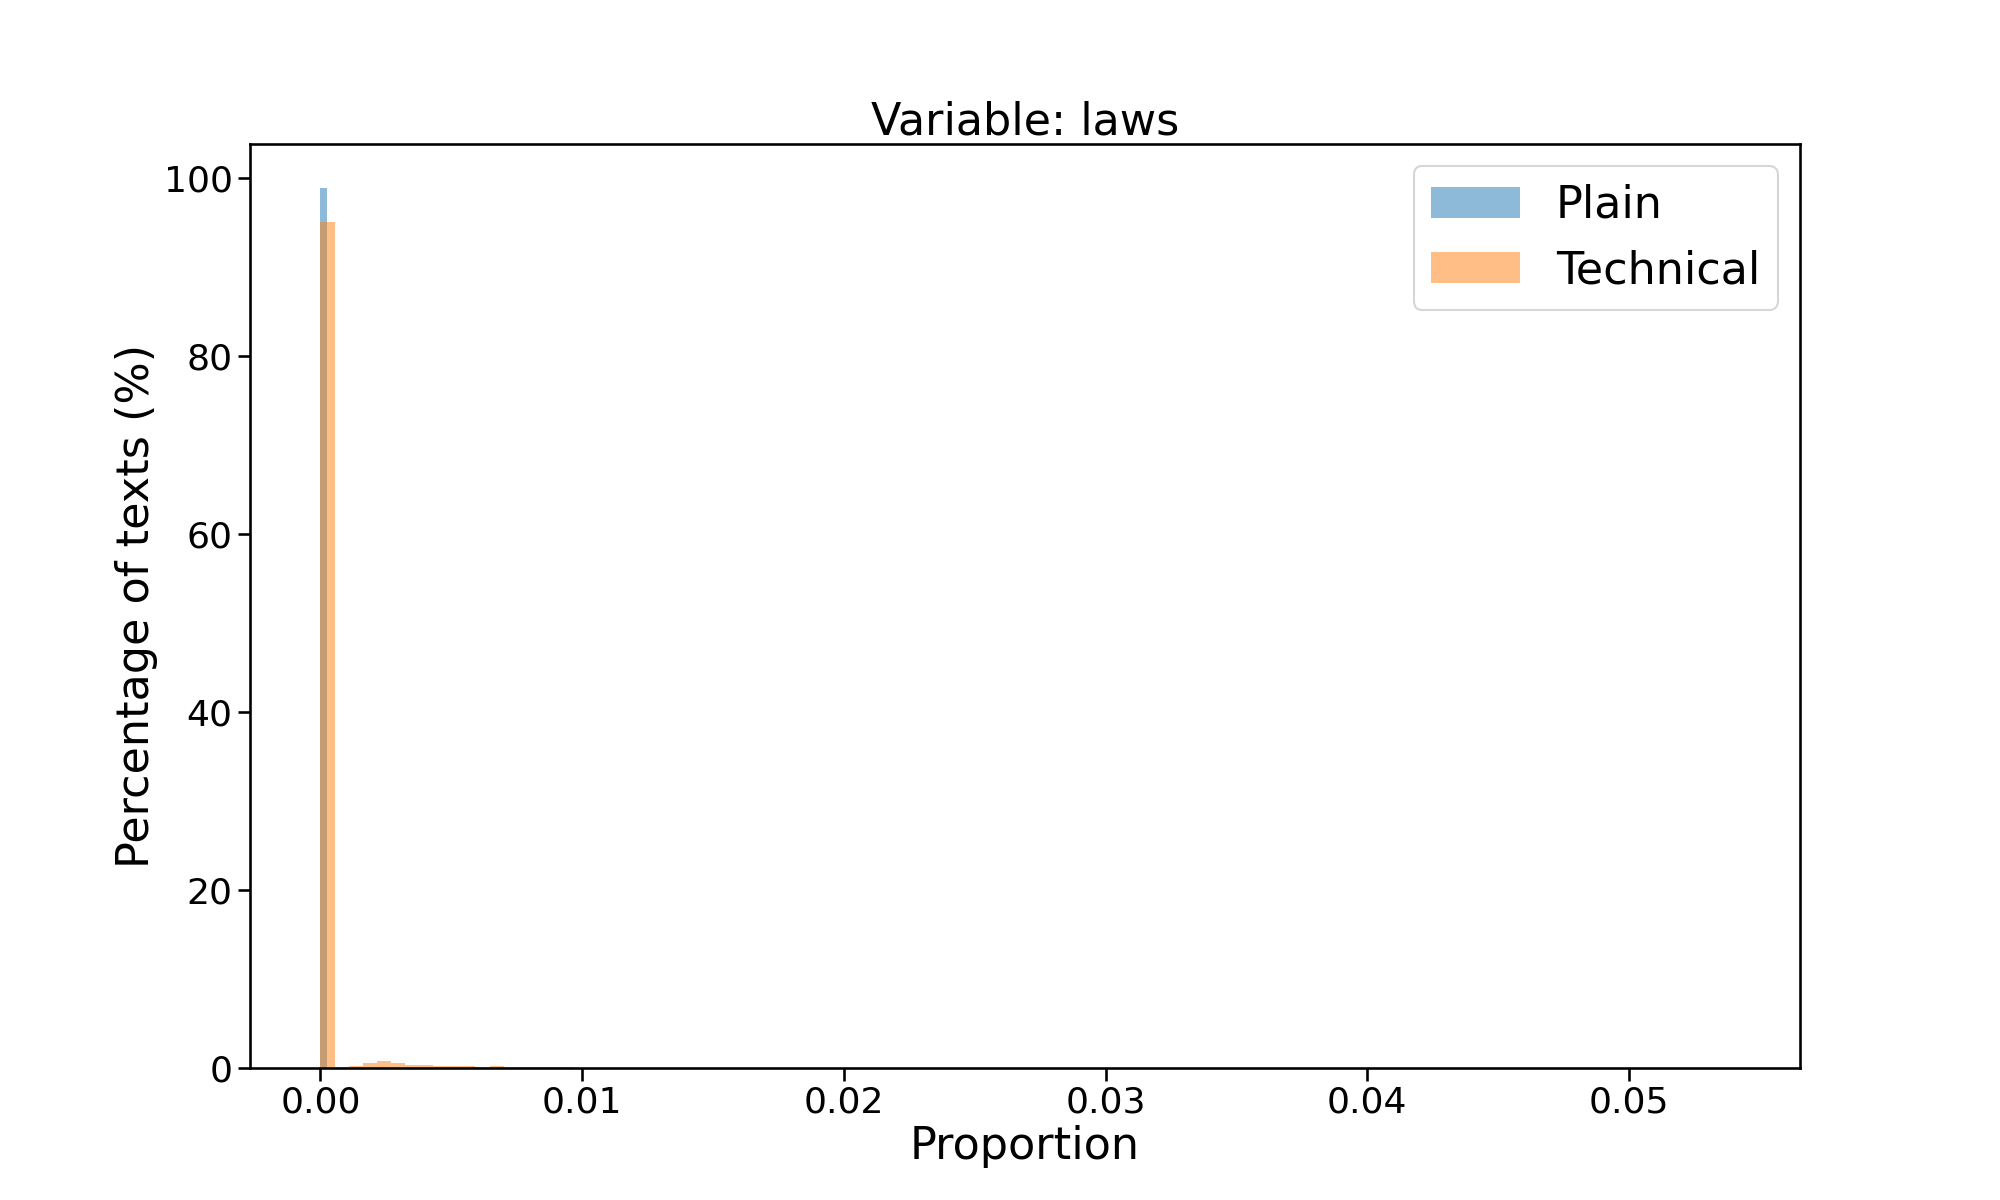 Variable: laws
Plain
Technical
Percentage of texts (%)
100
80
60
40
20
0
0.00 0.01 0.02 0.03 0.04 0.05
Proportion